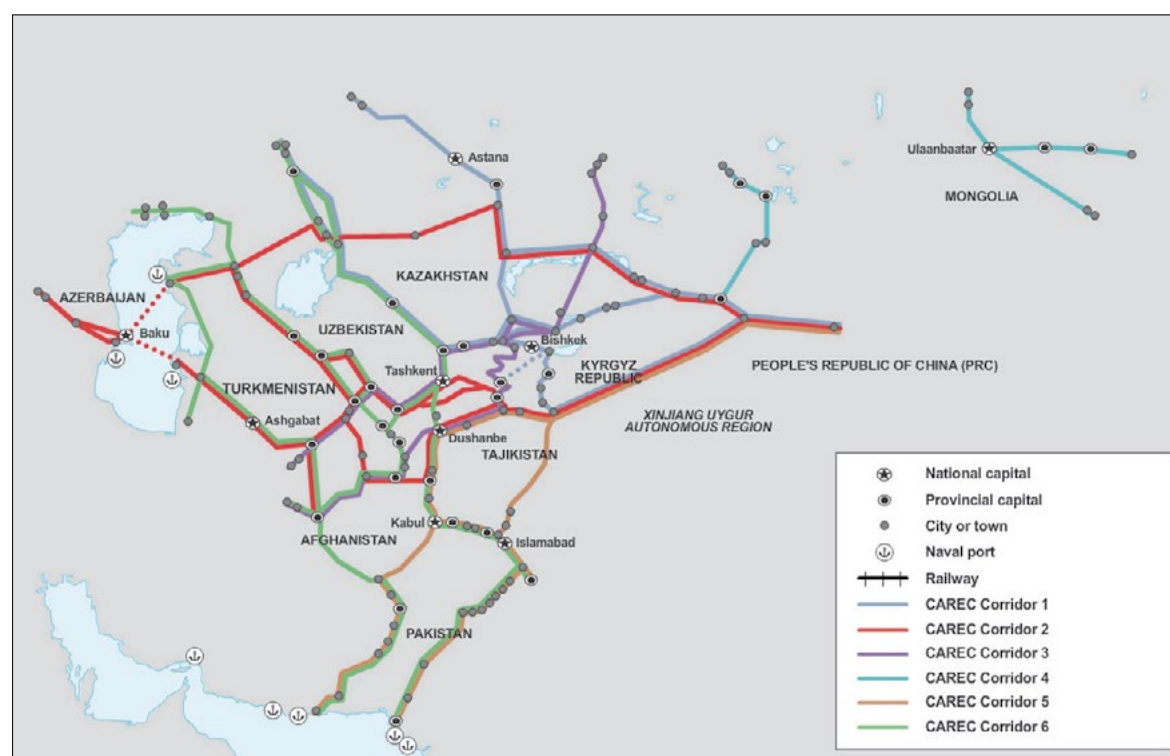 Astana
Ulaanbaatar
MONGOLIA
KAZAKHSTAN
AZERBAIJAN
Baku
UZBEKISTAN
Bishkek
KYRGYZ
REPUBLIC
PEOPLE'S REPUBLIC OF CHINA (PRC)
Tashkent
TURKMENISTAN
Ashgabat
XINJIANG UYGUR
AUTONOMOUS REGION
Dushanbe
TAJIKISTAN
Kabul
AFGHANISTAN
Islamabad
PAKISTAN
National capital
Provincial capital
City or town
Naval port
Railway
CAREC Corridor 1
CAREC Corridor 2
CAREC Corridor 3
CAREC Corridor 4
CAREC Corridor 5
CAREC Corridor 6